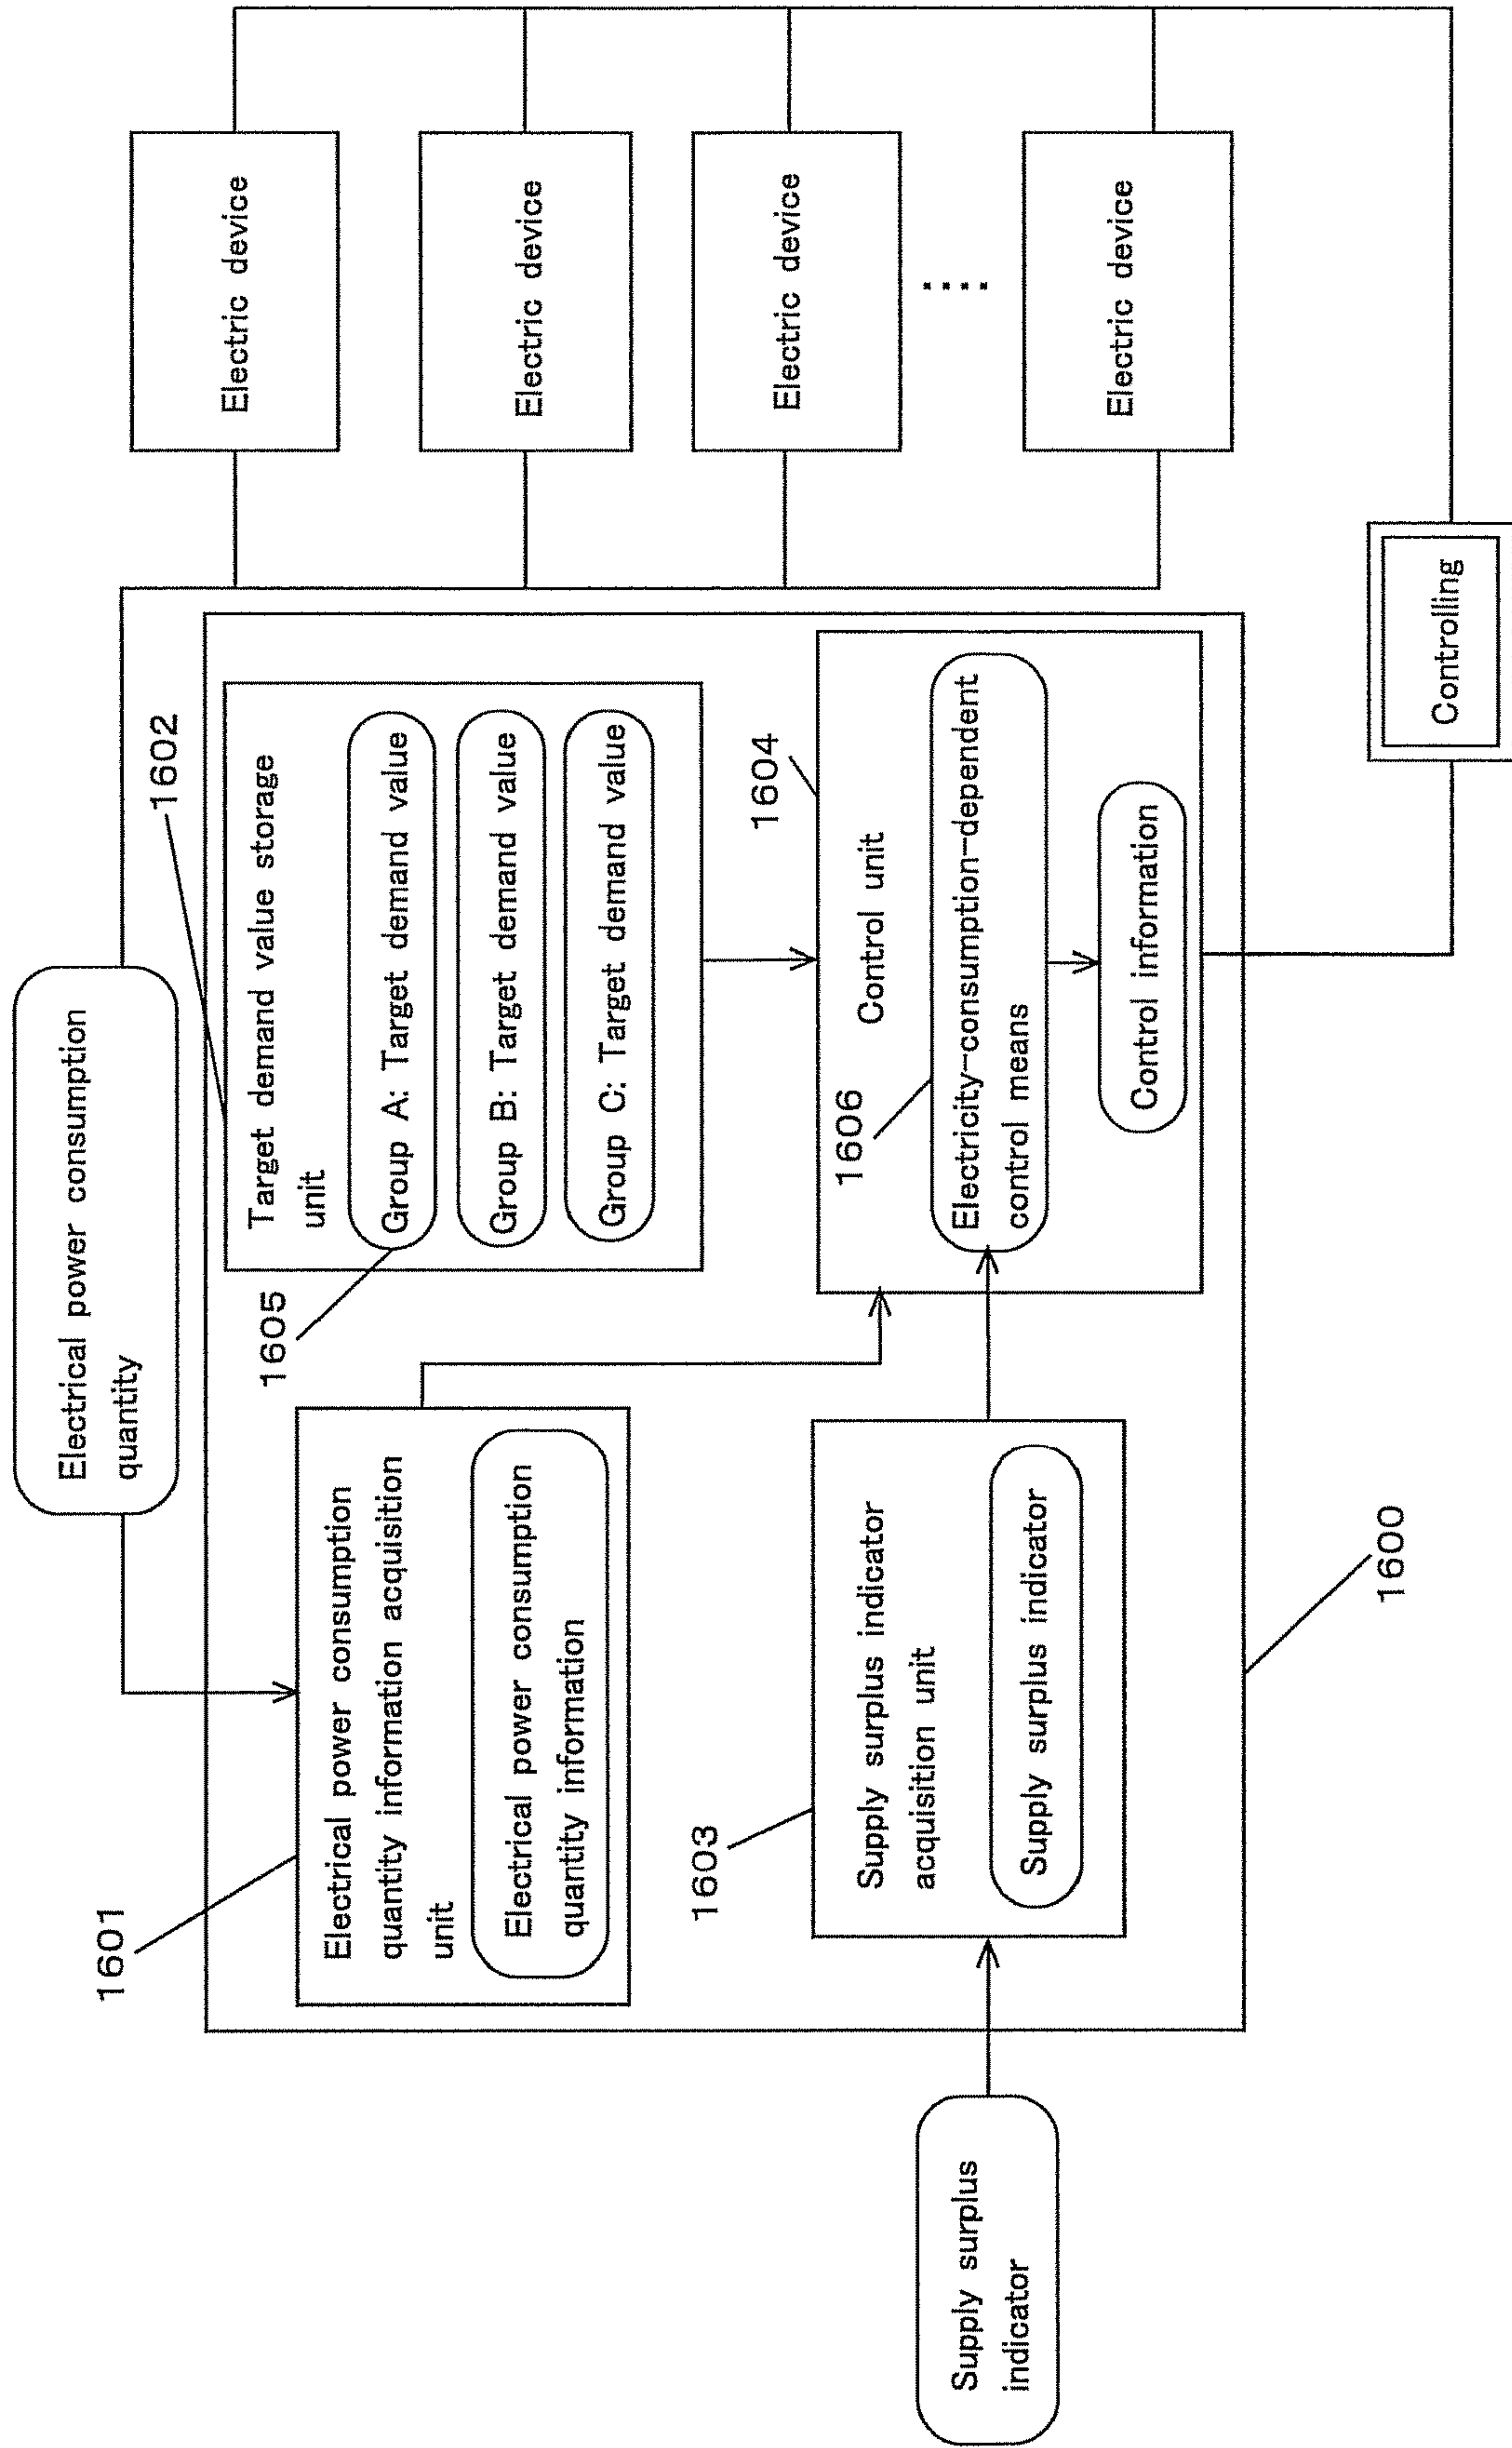 Electrical power consumption
quantity
1601
Electrical power consumption
quantity information acquisition
unit
Electrical power consumption
quantity information
1602
Target demand value storage
unit
1605
Group A: Target demand value
Group B: Target demand value
Group C: Target demand value
Supply surplus
indicator
1603
Supply surplus indicator
acquisition unit
Supply surplus indicator
1604
Control unit
1606
Electricity-consumption-dependent
control means
Control information
1600
Controlling
Electric device
Electric device
Electric device
Electric device